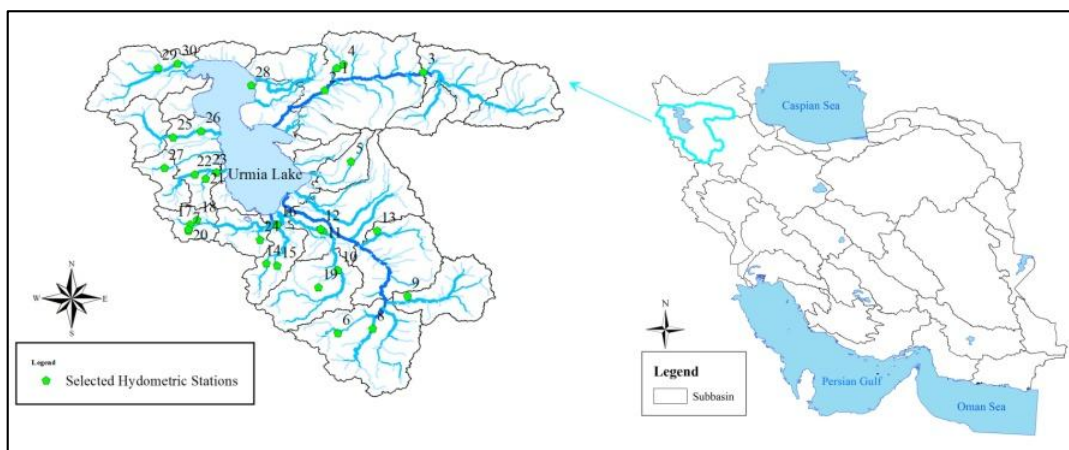 29 30
4
1
3
2
28
26
25
5
27
22 23
21
Urmia Lake
7
18
17
16
12
13
20
24
11
14 15
10
19
9
6
8
N
W E
S
Legend
Selected Hydometric Stations
Caspian Sea
Persian Gulf
Oman Sea
N
Legend
Subbasin